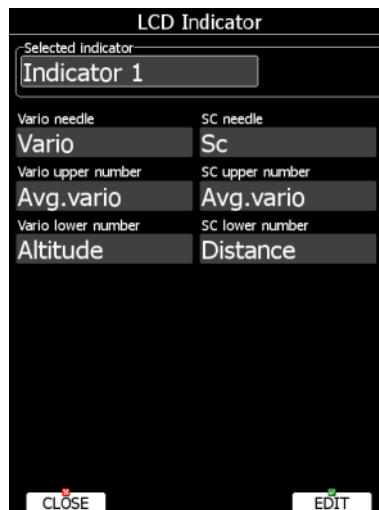 LCD Indicator
Selected indicator
Indicator 1
Vario needle SC needle
Vario Sc
Vario upper number SC upper number
Avg.vario Avg.vario
Vario lower number SC lower number
Altitude Distance
CLOSE EDIT